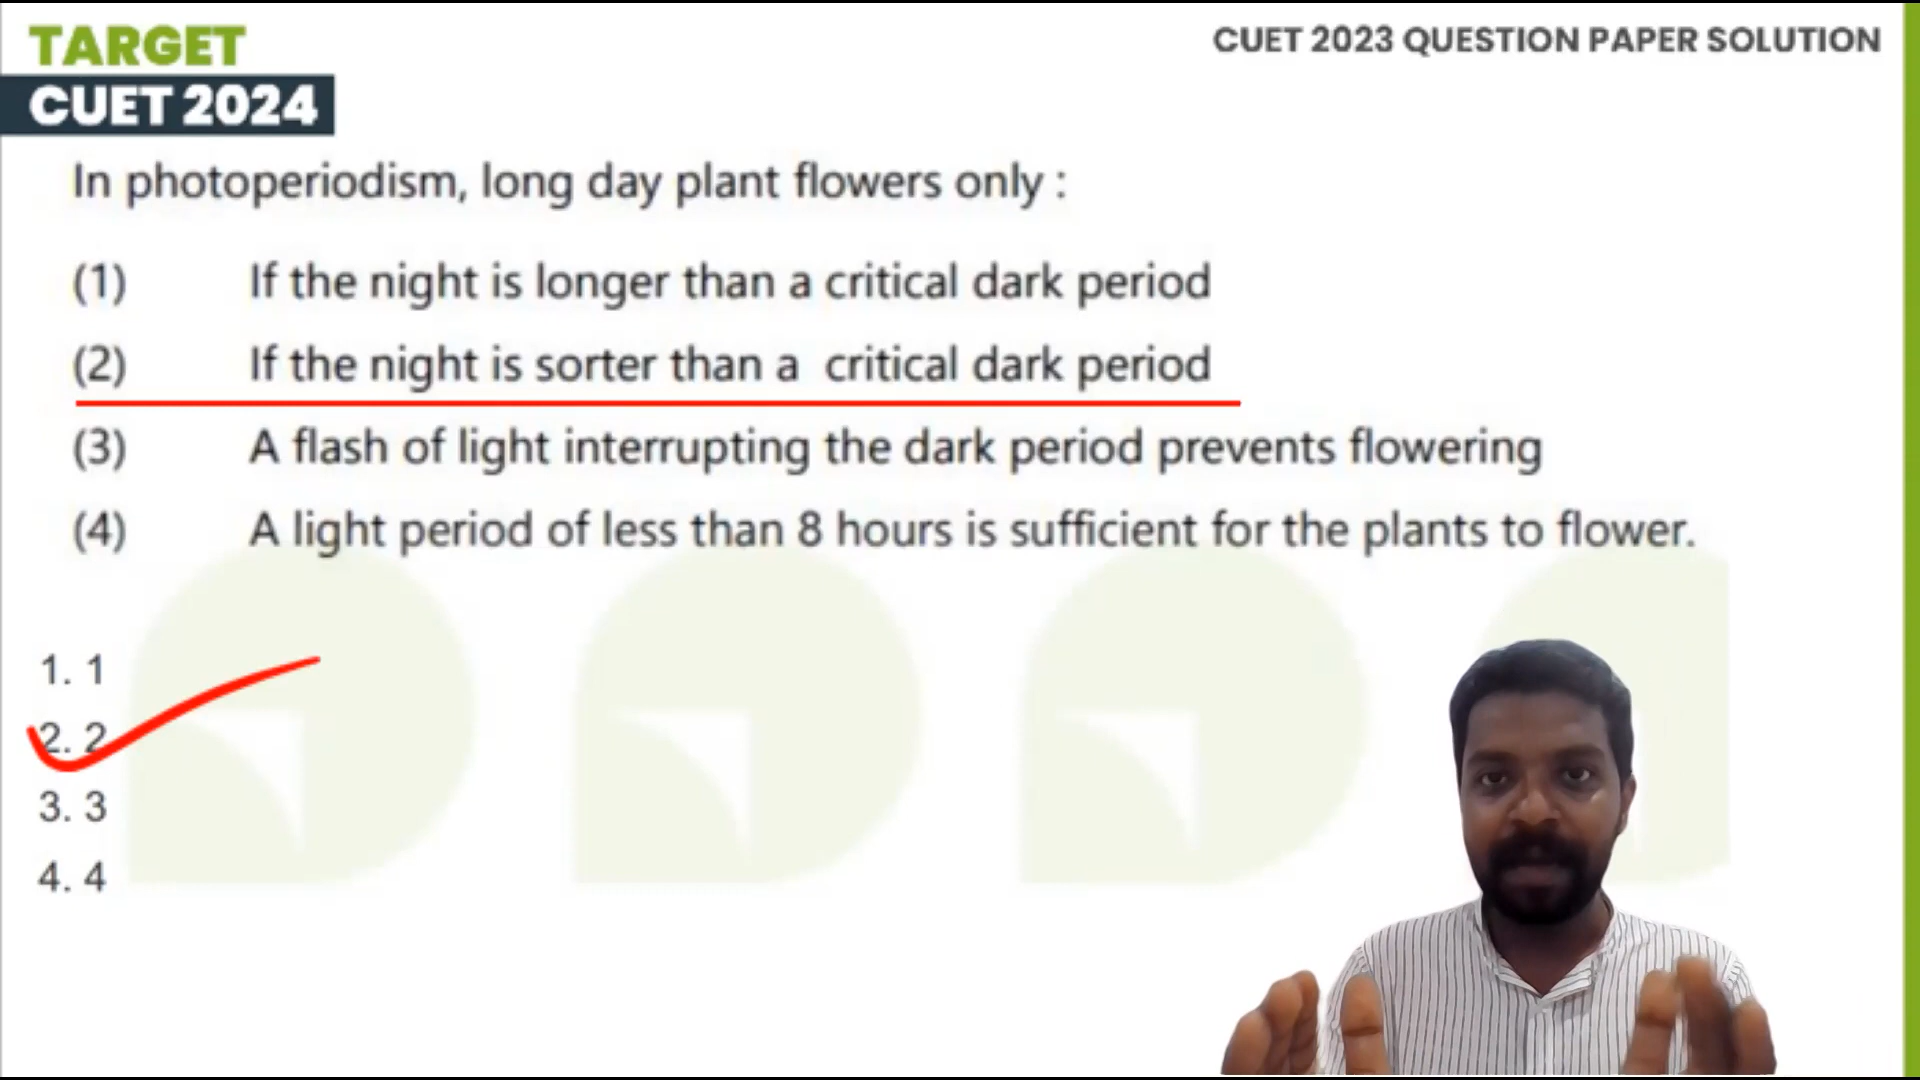 TARGET
CUET 2024
CUET 2023 QUESTION PAPER SOLUTION
In photoperiodism, long day plant flowers only :
(1) If the night is longer than a critical dark period
(2) If the night is sorter than a critical dark period
(3) A flash of light interrupting the dark period prevents flowering
(4) A light period of less than 8 hours is sufficient for the plants to flower.
1. 1
2. 2
3. 3
4. 4